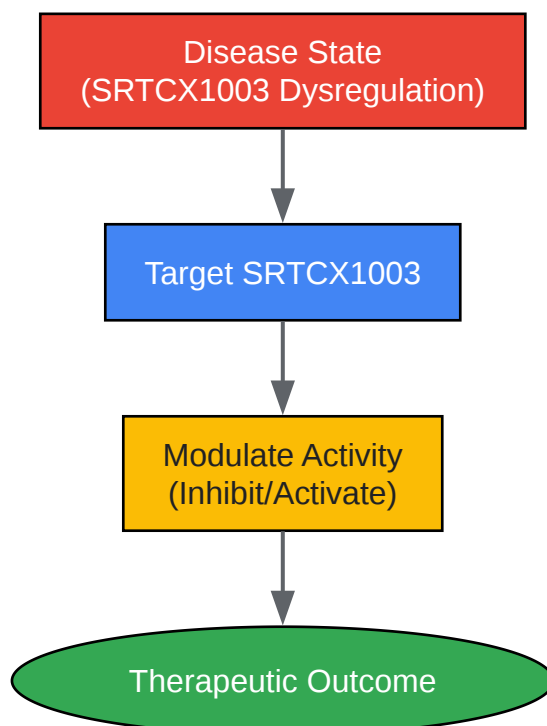 Disease State
(SRTCX1003 Dysregulation)
Target SRTCX1003
Modulate Activity
(Inhibit/Activate)
Therapeutic Outcome